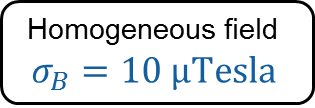 Homogeneous field
σ_B = 10 μTesla